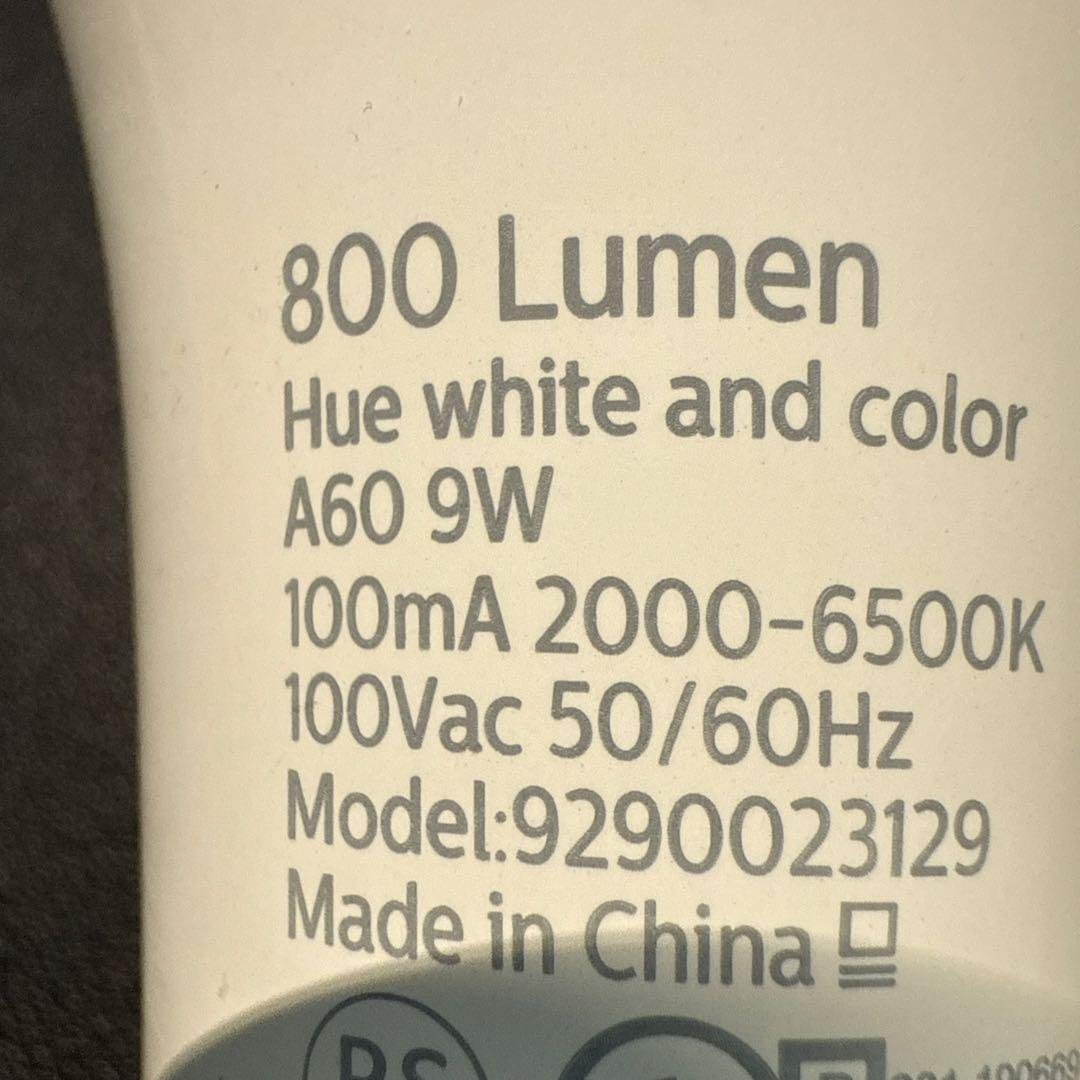 800 Lumen
Hue white and color
A60 9W
100mA 2000-6500K
100Vac 50/60Hz
Model:9290023129
Made in China
PS